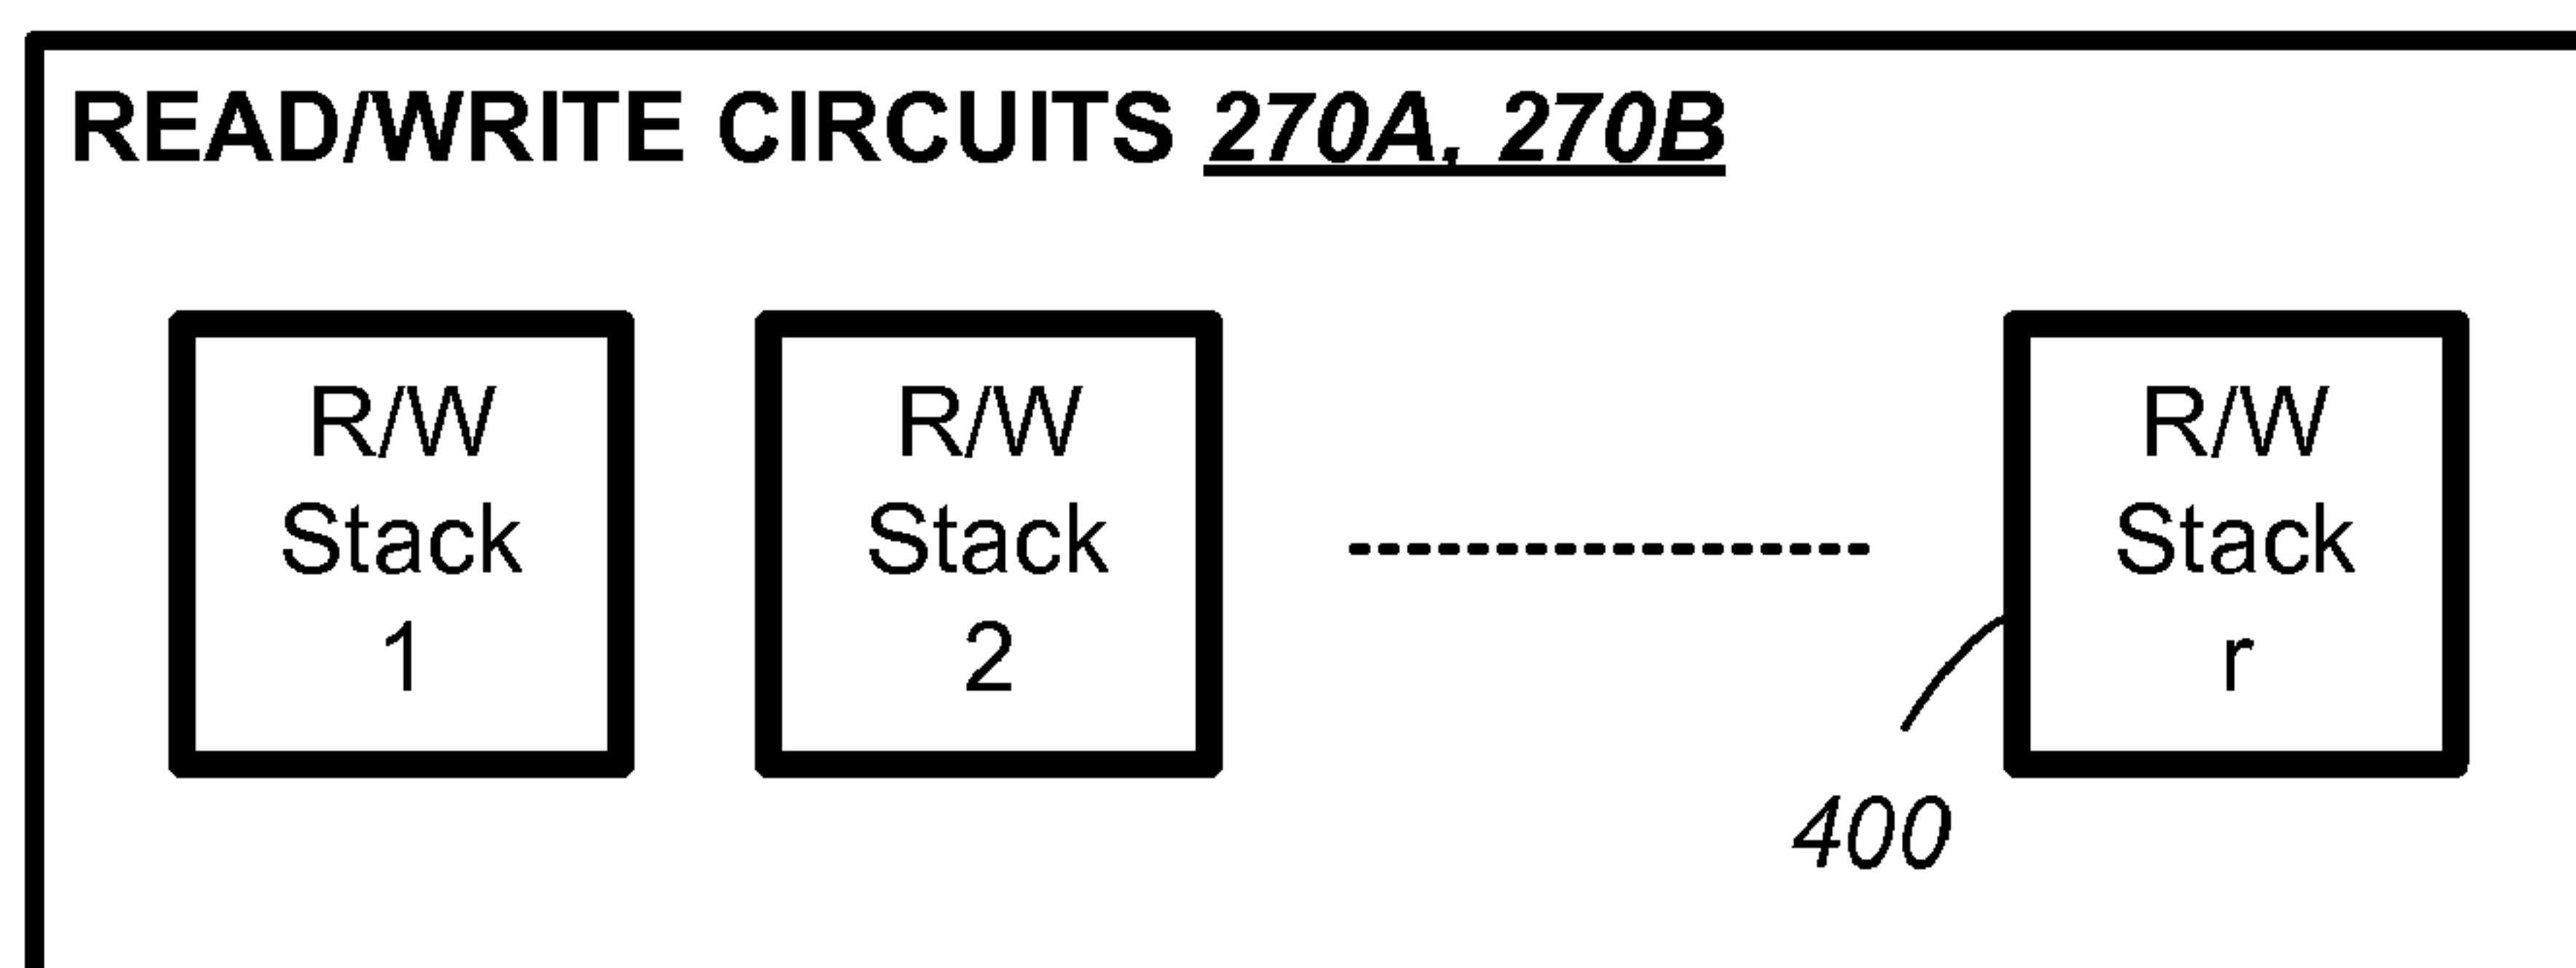 READ/WRITE CIRCUITS 270A, 270B
R/W
Stack
1
R/W
Stack
2
R/W
Stack
r
400